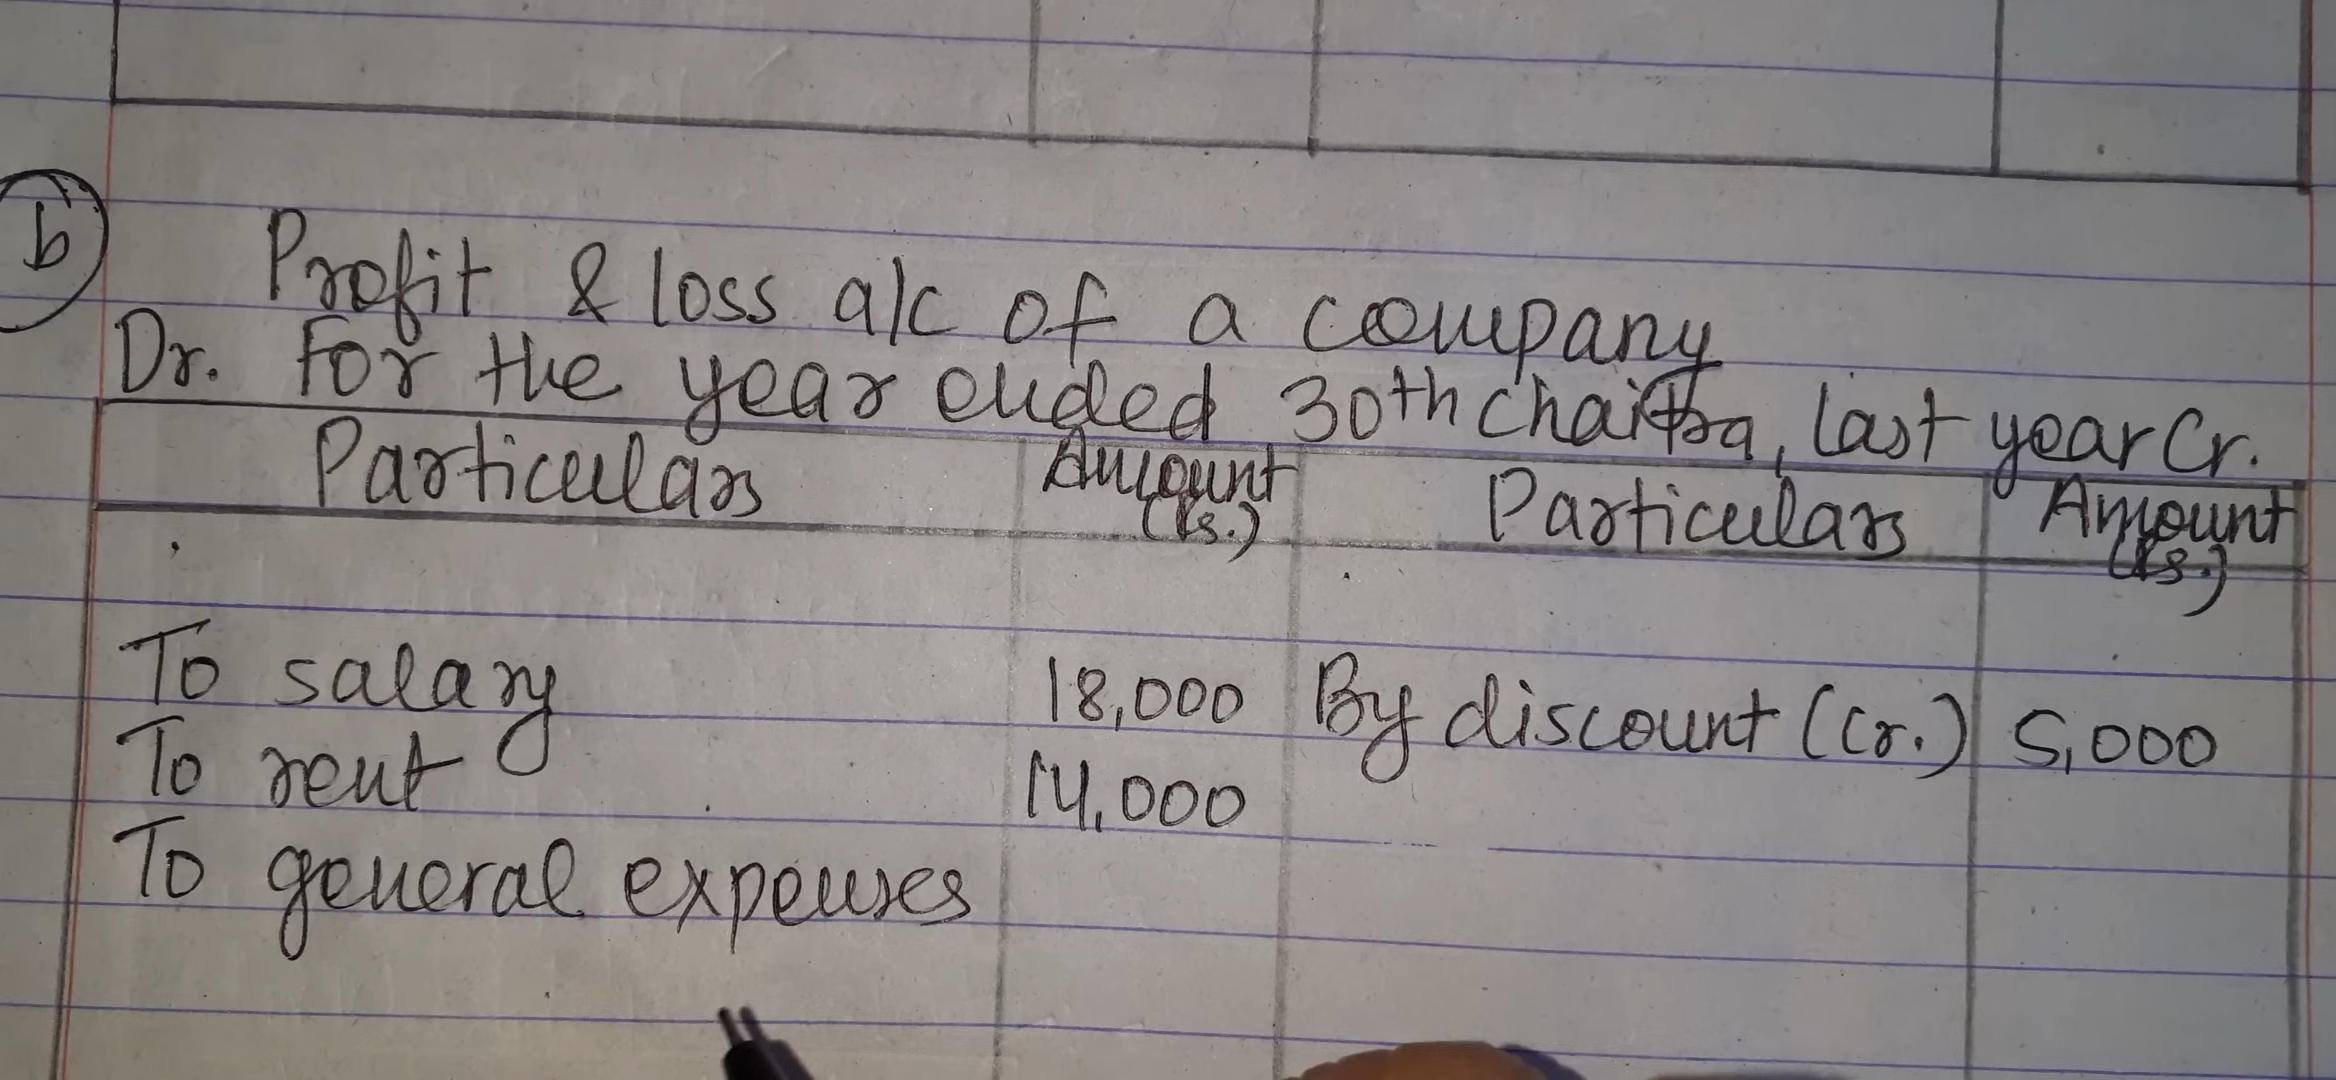 b
Profit & loss a/c of a company
Dr. For the year ended 30th Chaitra, last year Cr.
Particulars Amount (Rs.) Particulars Amount (Rs.)
To salary 18,000 By discount (Cr.) 5,000
To rent 14,000
To general expenses